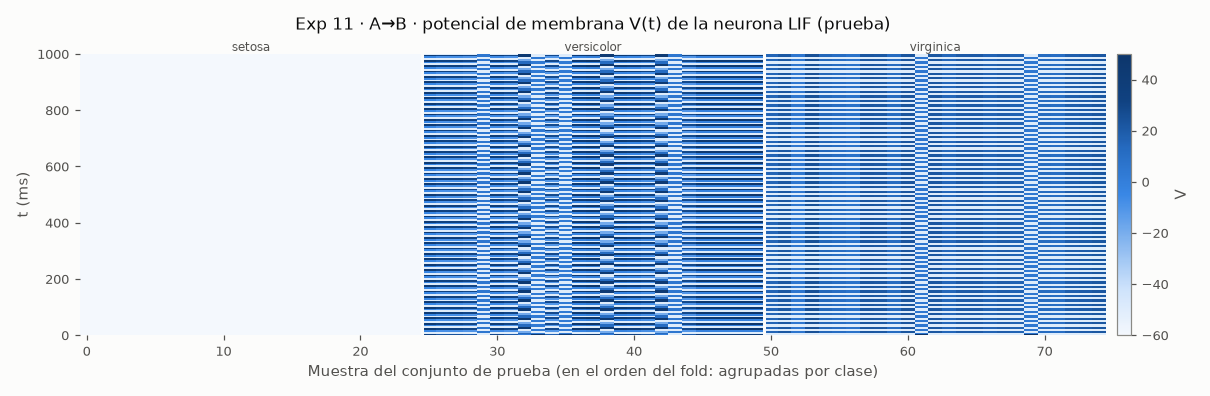 Exp 11 · A→B · potencial de membrana V(t) de la neurona LIF (prueba)
setosa versicolor virginica
1000
800
600
400
200
0
t (ms)
0 10 20 30 40 50 60 70
Muestra del conjunto de prueba (en el orden del fold: agrupadas por clase)
40
20
0
−20
−40
−60
V